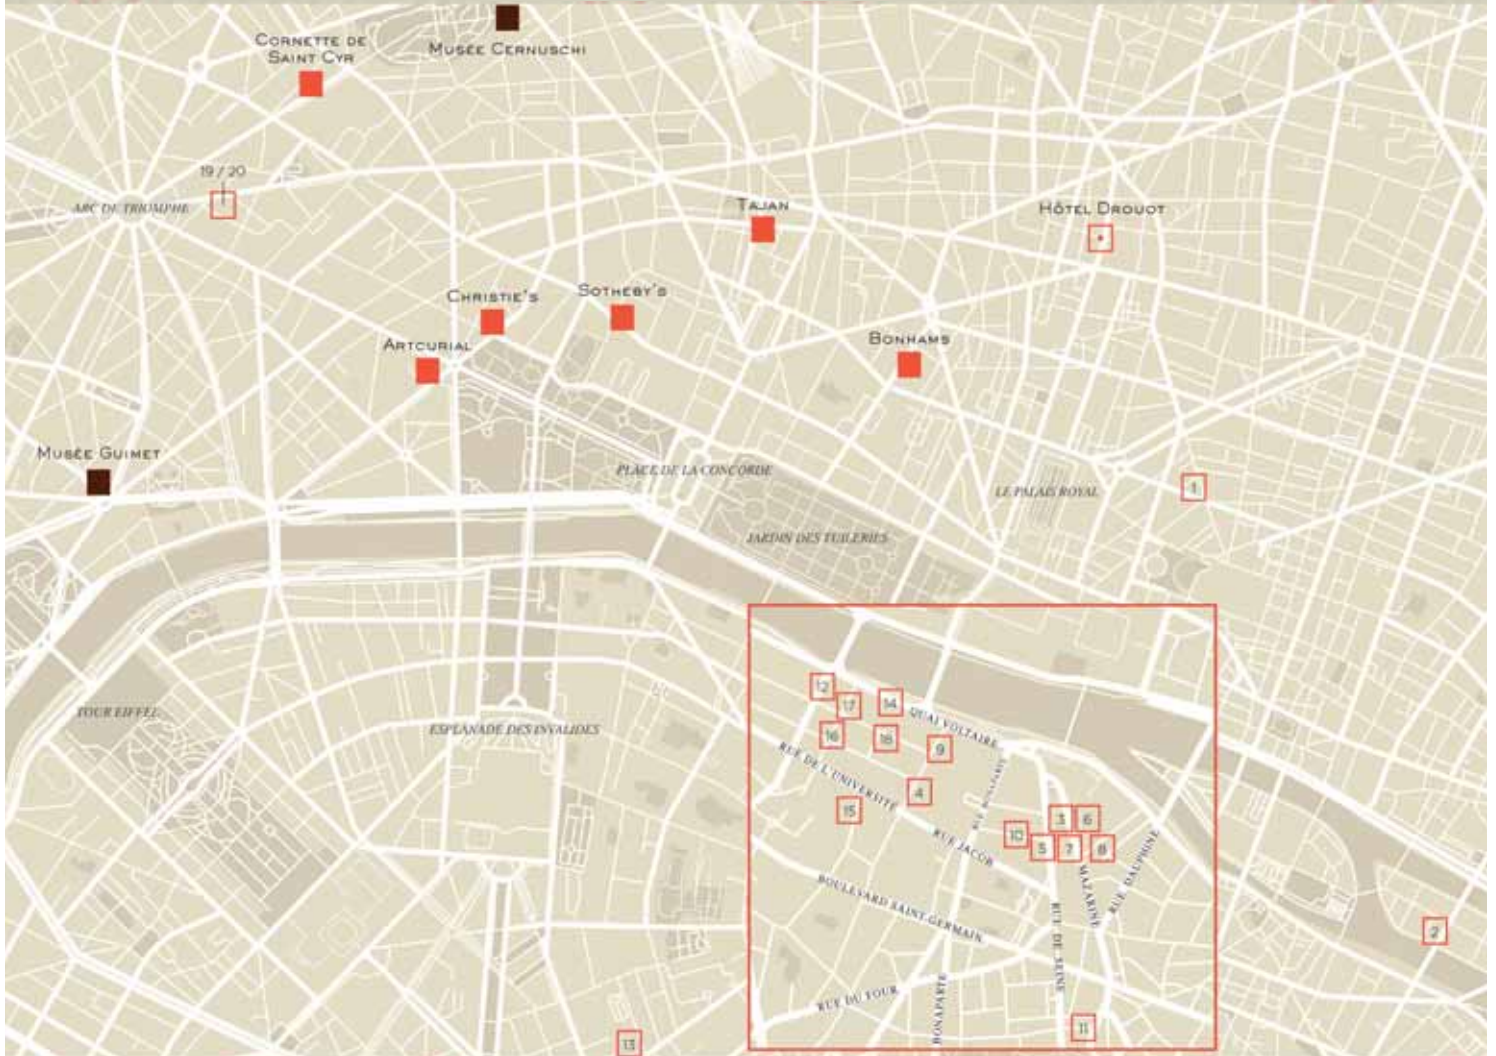 CORNETTE DE
SAINT CYR
MUSÉE CERNUSCHI
19 / 20
ARC DE TRIOMPHE
TAJAN
HÔTEL DROUOT
CHRISTIE'S
SOTHEBY'S
ARTCURIAL
BONHAMS
MUSÉE GUIMET
PLACE DE LA CONCORDE
LE PALAIS ROYAL
1
JARDIN DES TUILERIES
12
17
14
QUAI VOLTAIRE
TOUR EIFFEL
ESPLANADE DES INVALIDES
16
18
9
RUE DE L'UNIVERSITÉ
4
RUE BONAPARTE
15
10
3
6
5
7
8
RUE JACOB
RUE DAUPHINE
MAZARINE
BOULEVARD SAINT-GERMAIN
RUE DE SEINE
2
RUE DU FOUR
BONAPARTE
11
13